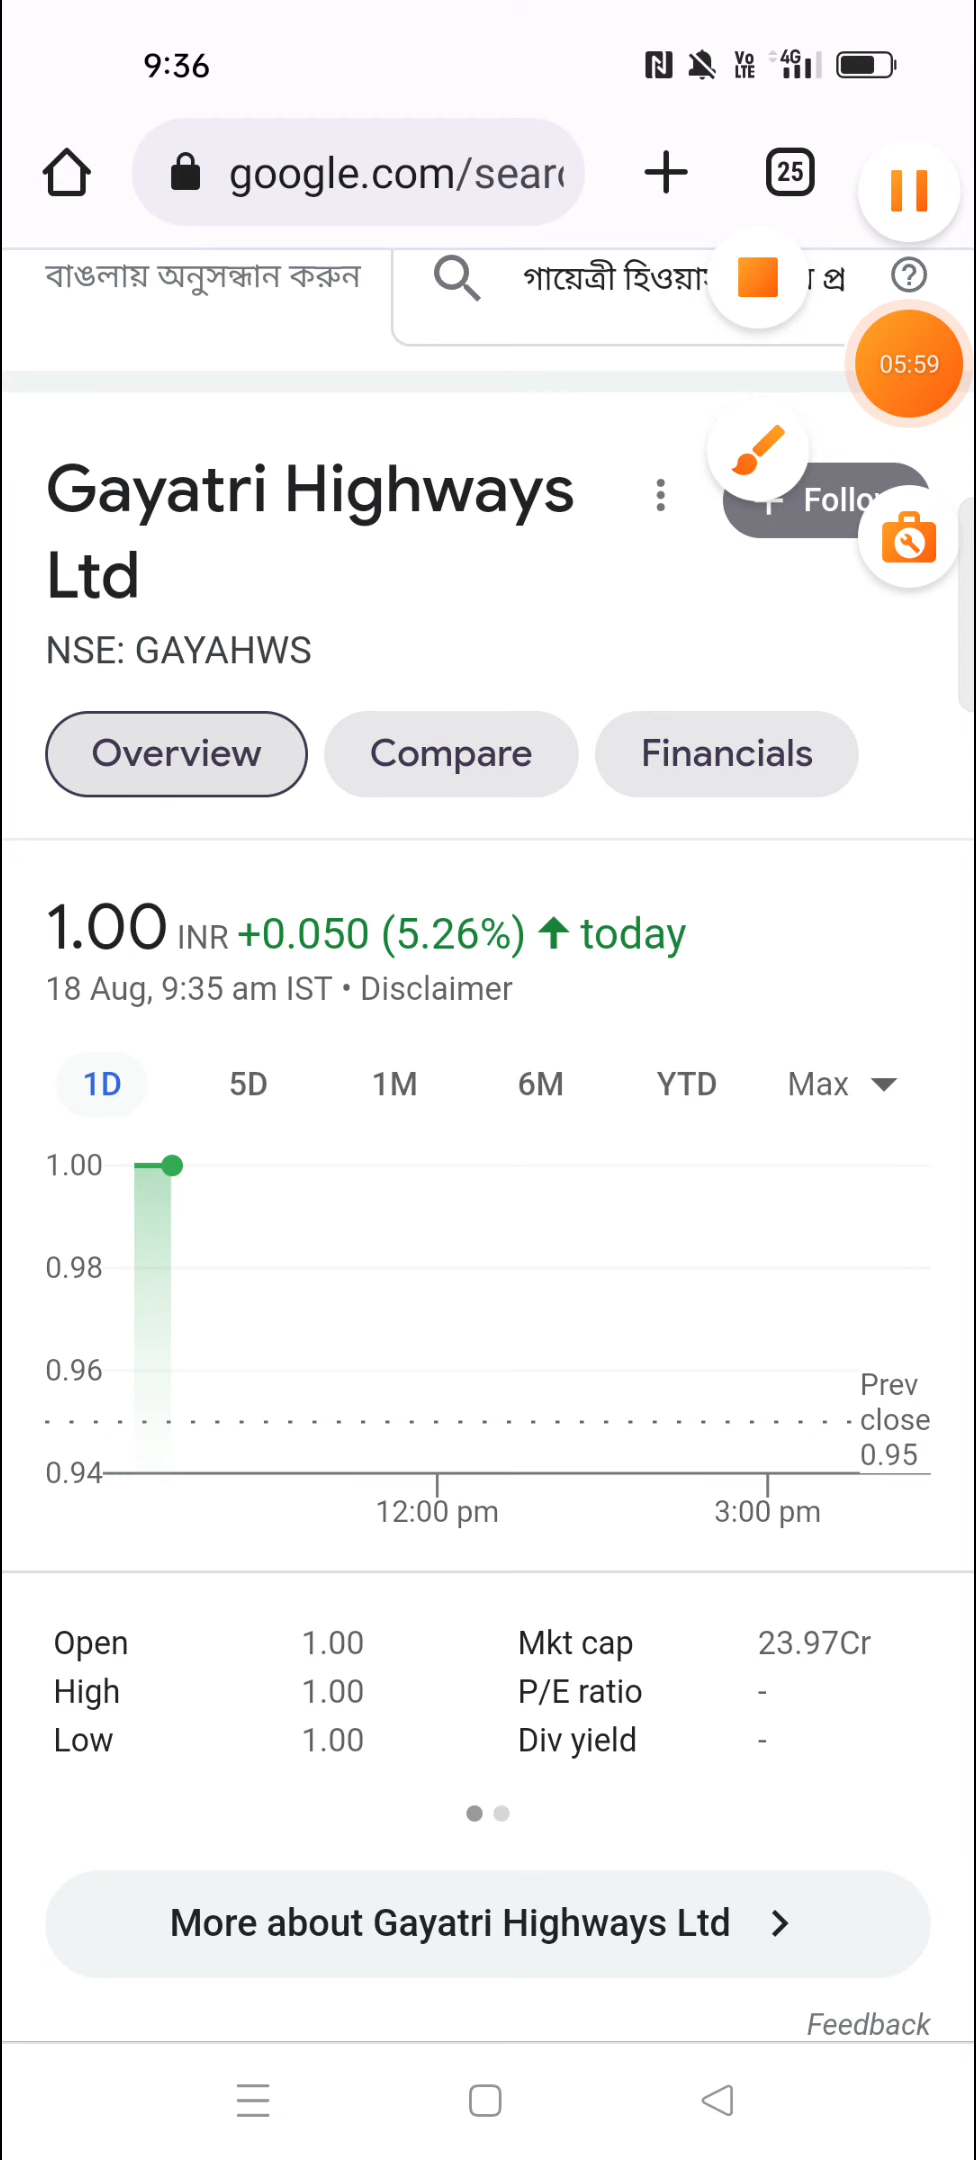 9:36
Vo LTE 4G
google.com/sear
25
বাঙলায় অনুসন্ধান করুন
গায়েত্রী প্র
05:59
Gayatri Highways
Ltd
Follo
NSE: GAYAHWS
Overview Compare Financials
1.00 INR +0.050 (5.26%) ↑ today
18 Aug, 9:35 am IST • Disclaimer
1D 5D 1M 6M YTD Max
1.00
0.98
0.96
Prev
close
0.95
0.94
12:00 pm 3:00 pm
Open 1.00 Mkt cap 23.97Cr
High 1.00 P/E ratio -
Low 1.00 Div yield -
More about Gayatri Highways Ltd
Feedback